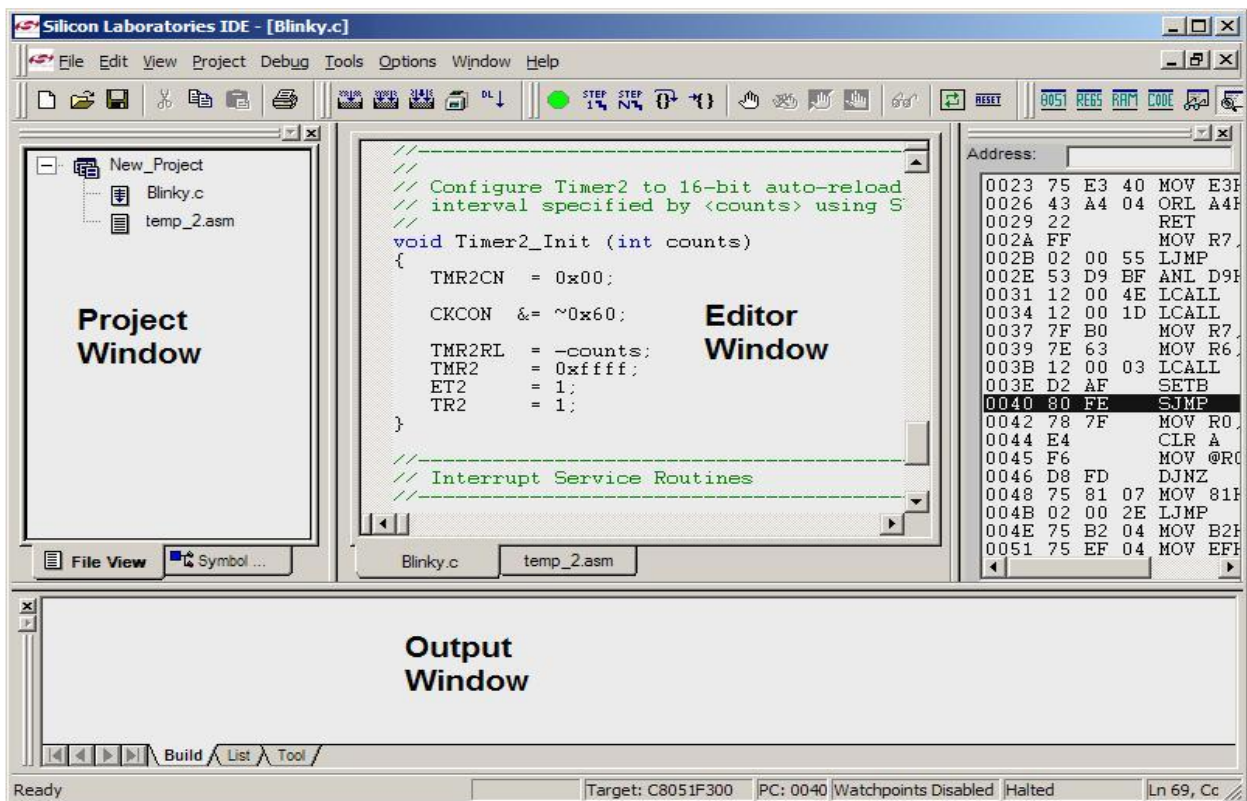 Silicon Laboratories IDE - [Blinky.c]
File Edit View Project Debug Tools Options Window Help
DL STEP STEP RESET 8051 REGS RAM CODE
New_Project
Blinky.c
temp_2.asm
Project
Window
File View Symbol ...
//
//
// Configure Timer2 to 16-bit auto-reload
// interval specified by <counts> using
//
void Timer2_Init (int counts)
{
TMR2CN = 0x00;
CKCON &= ~0x60;
TMR2RL = -counts;
TMR2 = 0xffff;
ET2 = 1;
TR2 = 1;
}
//
// Interrupt Service Routines
//
Editor
Window
Blinky.c temp_2.asm
Address:
0023 75 E3 40 MOV
0026 43 A4 04 ORL
0029 22 RET
002A FF MOV R7,
002B 02 00 55 LJMP
002E 53 D9 BF ANL
0031 12 00 4E LCALL
0034 12 00 1D LCALL
0037 7F B0 MOV R7,
0039 7E 63 MOV R6,
003B 12 00 03 LCALL
003E D2 AF SETB
0040 80 FE SJMP
0042 78 7F MOV R0,
0044 E4 CLR A
0045 F6 MOV
0046 D8 FD DJNZ
0048 75 81 07 MOV
004B 02 00 2E LJMP
004E 75 B2 04 MOV
0051 75 EF 04 MOV
Output
Window
Build List Tool
Ready Target: C8051F300 PC: 0040 Watchpoints Disabled Halted Ln 69,